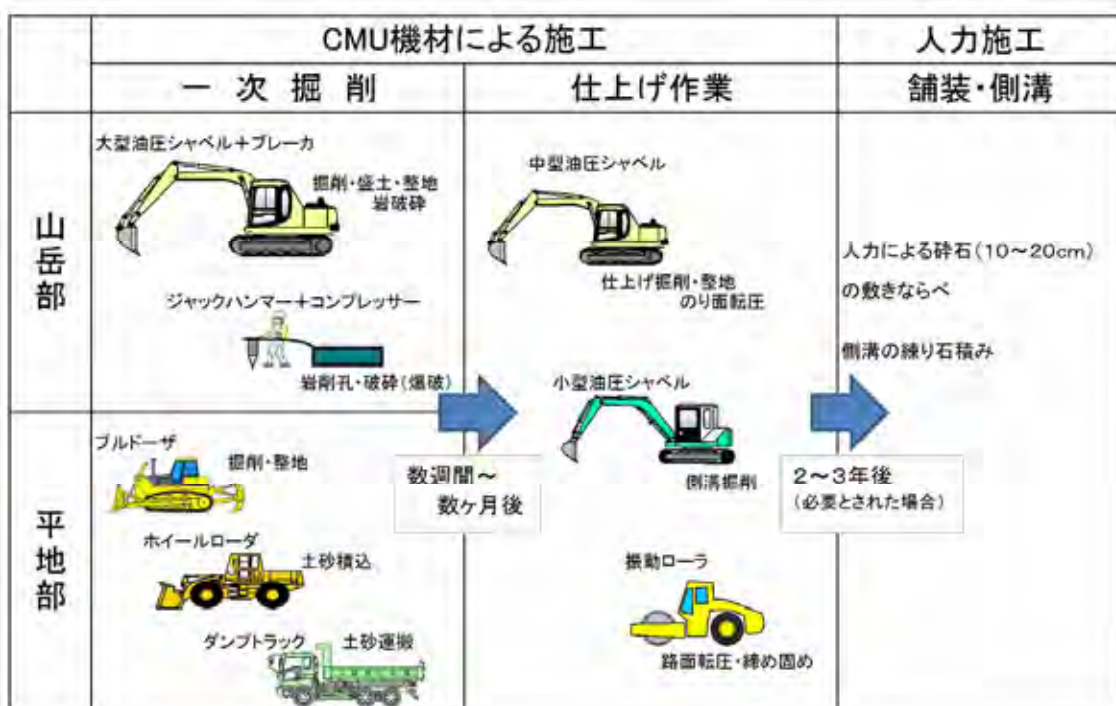 CMU機材による施工
人力施工
一次掘削
仕上げ作業
舗装・側溝
山岳部
大型油圧シャベル＋ブレーカ
掘削・盛土・整地
岩破砕
ジャックハンマー＋コンプレッサー
岩削孔・破砕（爆破）
中型油圧シャベル
仕上げ掘削・整地
のり面転圧
小型油圧シャベル
側溝掘削
人力による砕石（10～20cm）
の敷きならべ
側溝の練り石積み
平地部
ブルドーザ
掘削・整地
ホイールローダ
土砂積込
ダンプトラック
土砂運搬
数週間～
数ヶ月後
振動ローラ
路面転圧・締め固め
2～3年後
（必要とされた場合）